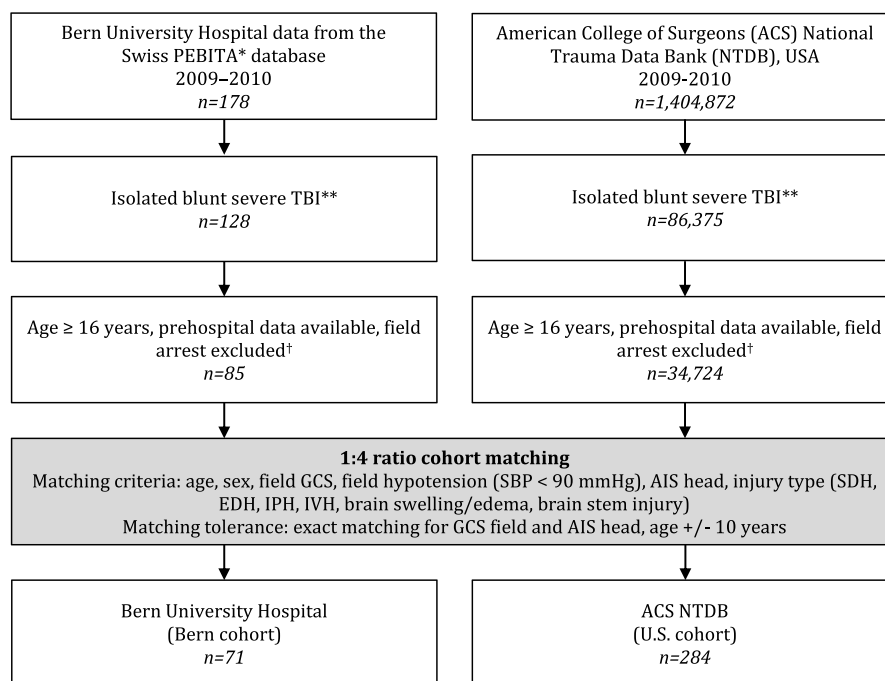 Bern University Hospital data from the
Swiss PEBITA* database
2009–2010
n=178
American College of Surgeons (ACS) National
Trauma Data Bank (NTDB), USA
2009-2010
n=1,404,872
Isolated blunt severe TBI**
n=128
Isolated blunt severe TBI**
n=86,375
Age ≥ 16 years, prehospital data available, field
arrest excluded†
n=85
Age ≥ 16 years, prehospital data available, field
arrest excluded†
n=34,724
1:4 ratio cohort matching
Matching criteria: age, sex, field GCS, field hypotension (SBP < 90 mmHg), AIS head, injury type (SDH,
EDH, IPH, IVH, brain swelling/edema, brain stem injury)
Matching tolerance: exact matching for GCS field and AIS head, age +/- 10 years
Bern University Hospital
(Bern cohort)
n=71
ACS NTDB
(U.S. cohort)
n=284